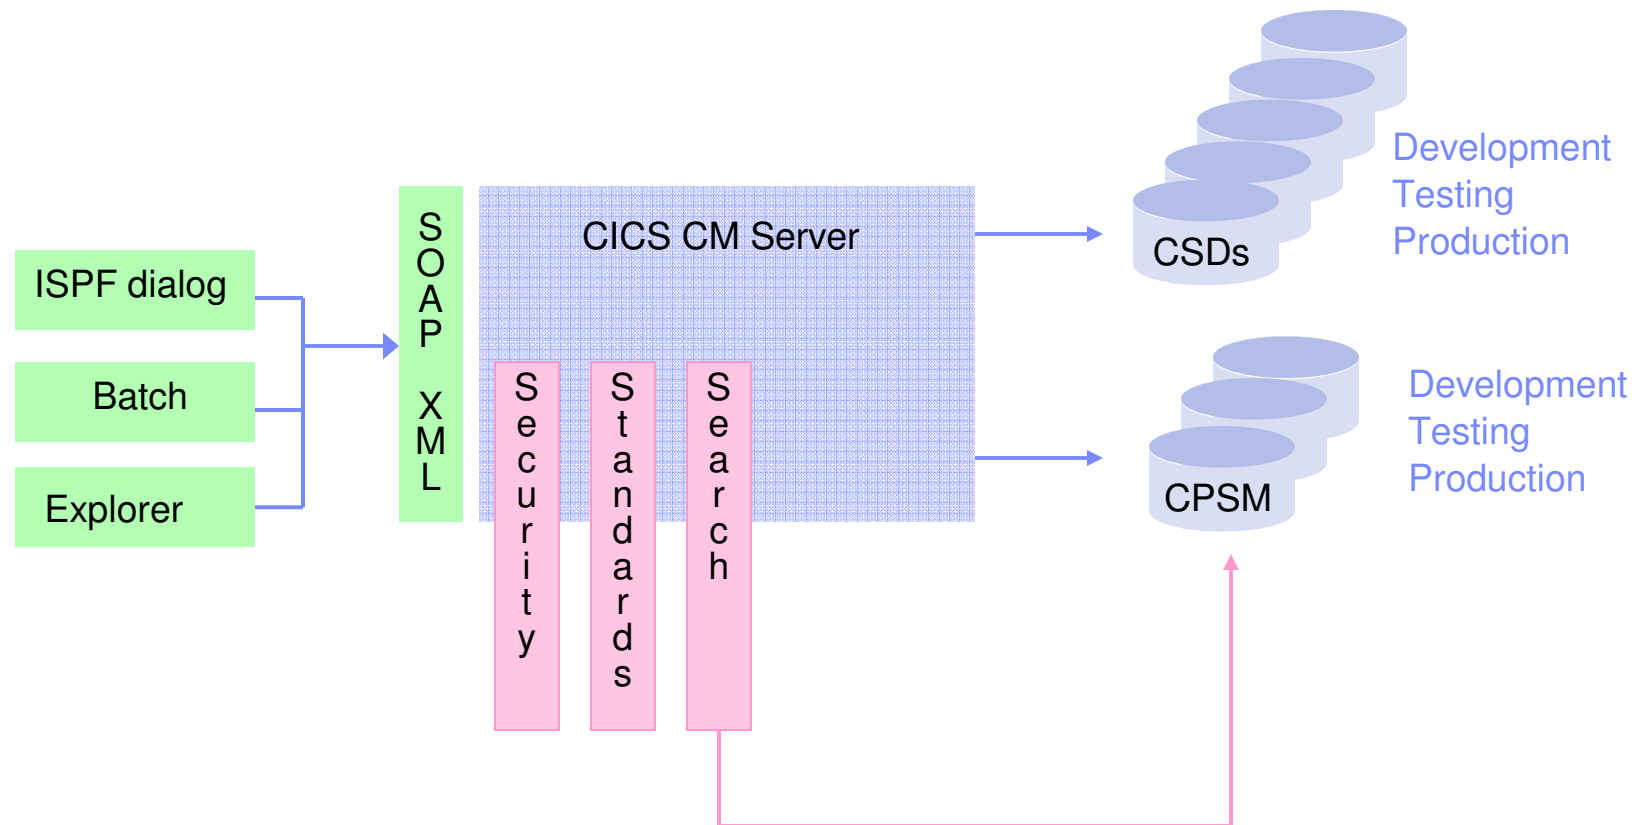 ISPF dialog
Batch
Explorer
SOAP XML
CICS CM Server
Security
Standards
Search
CSDs
Development
Testing
Production
CPSM
Development
Testing
Production